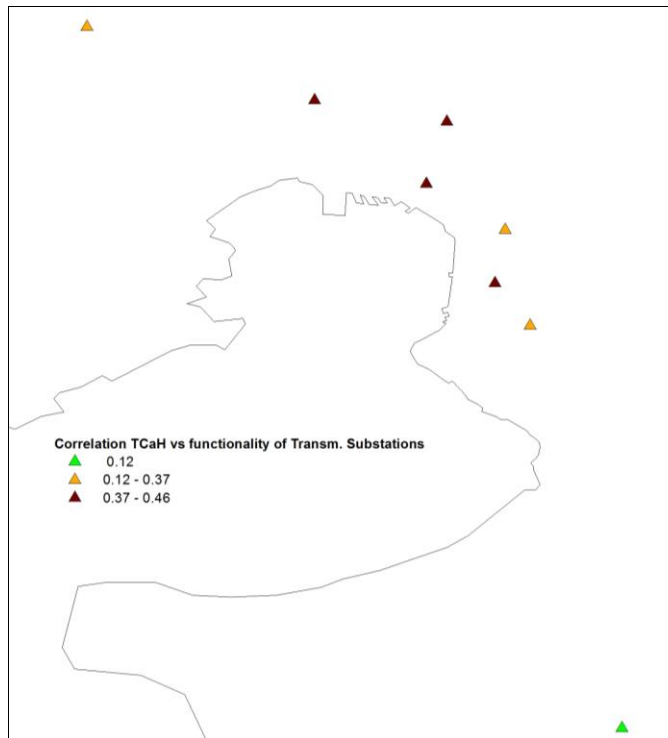 Correlation TCaH vs functionality of Transm. Substations
0.12
0.12 - 0.37
0.37 - 0.46